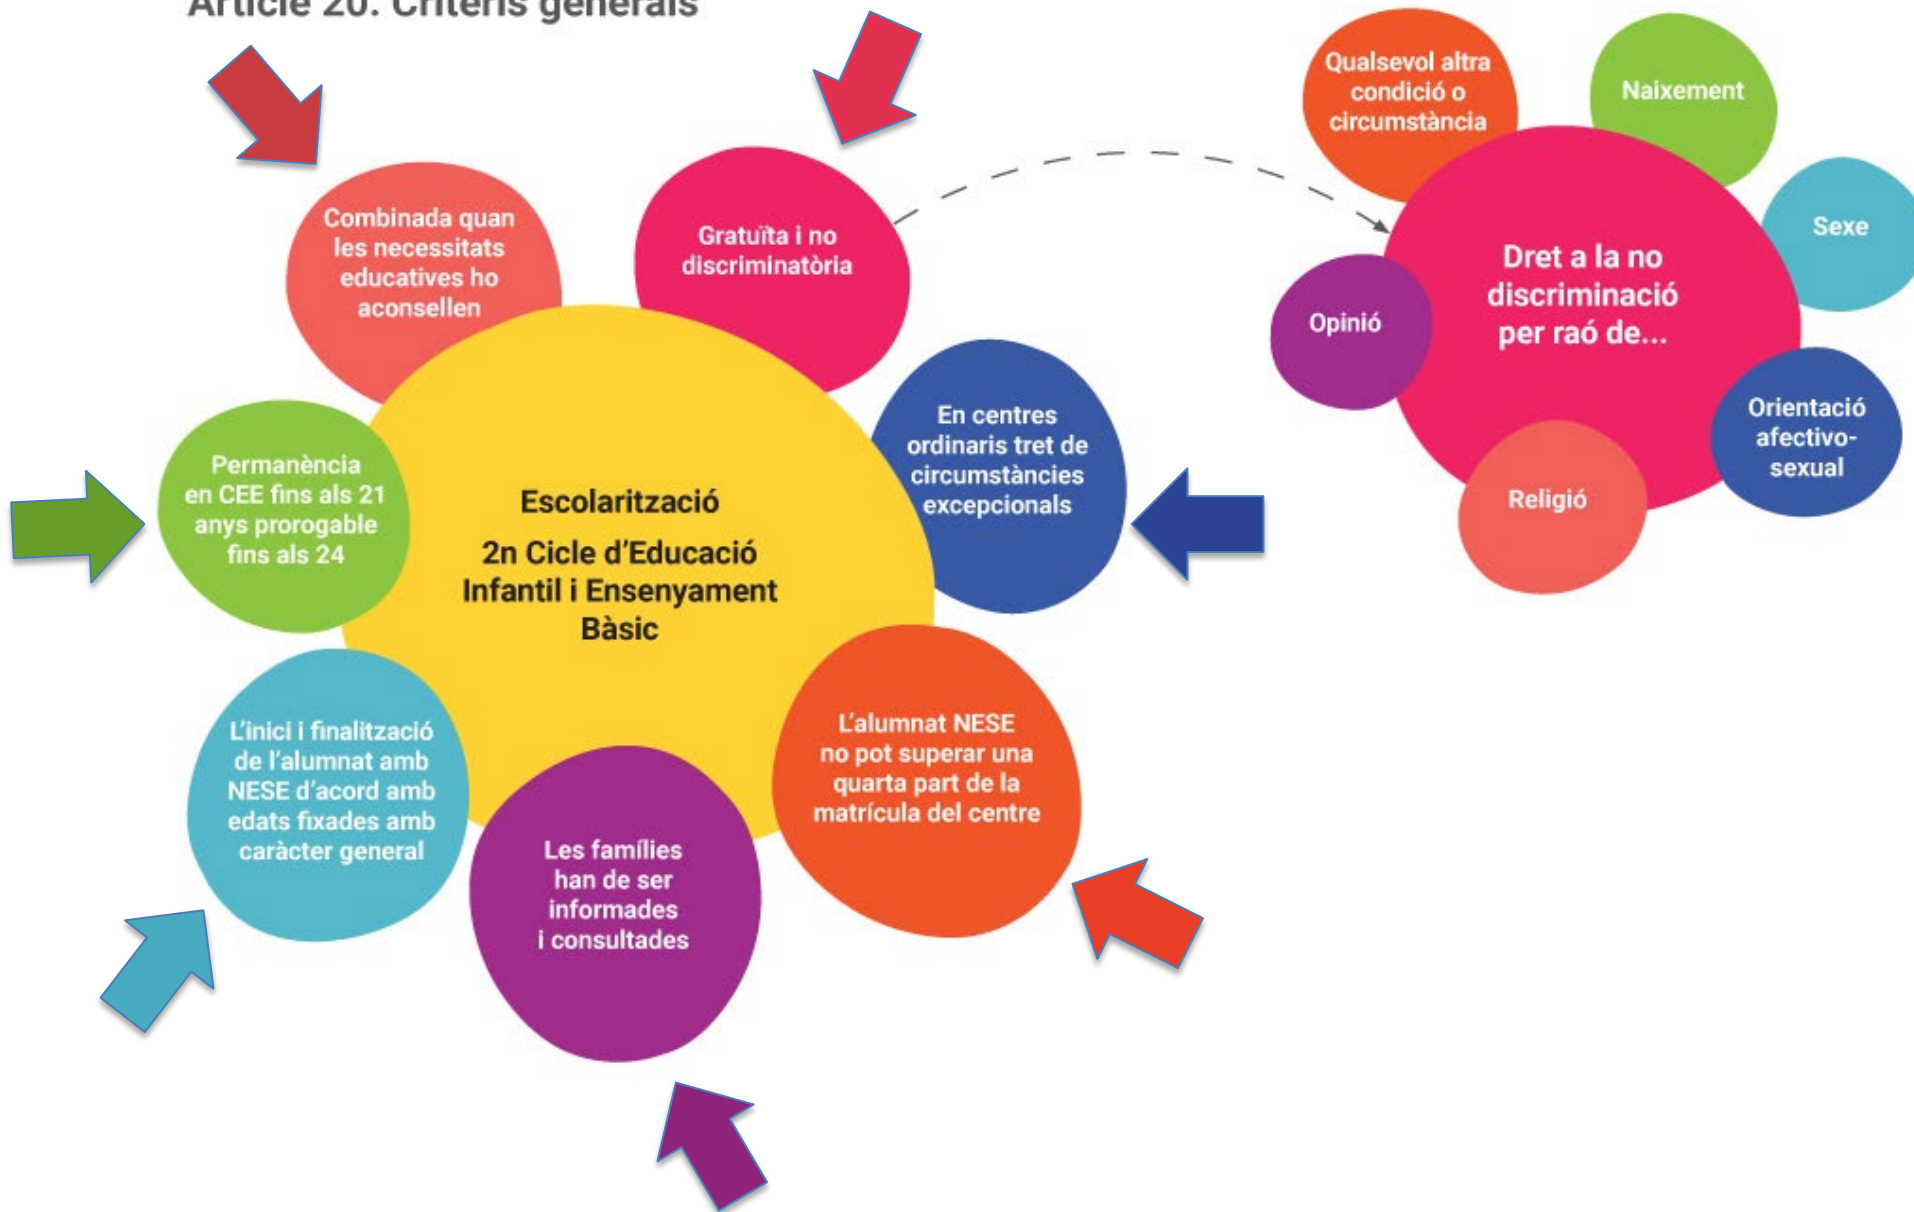 Article 20. Criteris generals
Combinada quan
les necessitats
educatives ho
aconsellen
Gratuïta i no
discriminatòria
En centres
ordinaris tret de
circumstàncies
excepcionals
L'alumnat NESE
no pot superar una
quarta part de la
matrícula del centre
Les famílies
han de ser
informades
i consultades
L'inici i finalització
de l'alumnat amb
NESE d'acord amb
edats fixades amb
caràcter general
Permanència
en CEE fins als 21
anys prorogable
fins als 24
Escolarització
2n Cicle d'Educació
Infantil i Ensenyament
Bàsic
Dret a la no
discriminació
per raó de...
Qualsevol altra
condició o
circumstància
Naixement
Sexe
Orientació
afectivo-
sexual
Religió
Opinió